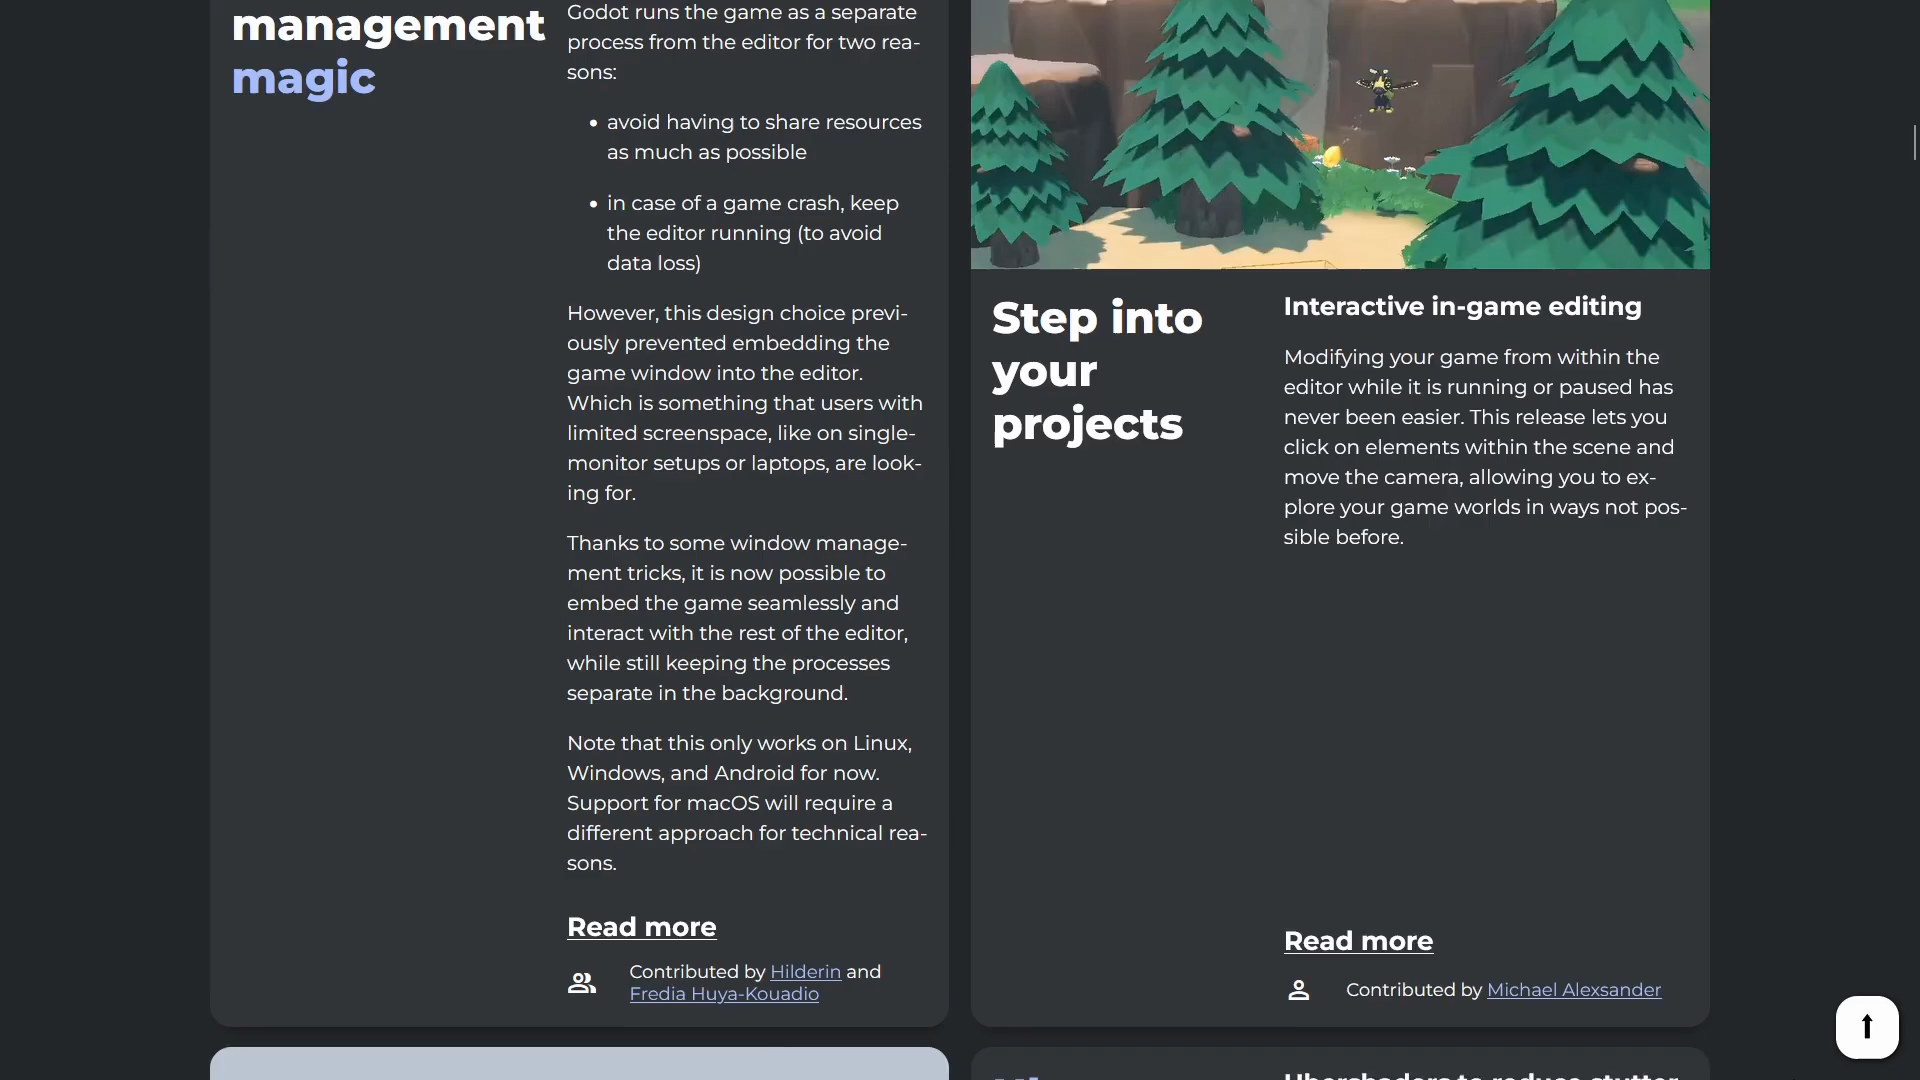 management
magic
Godot runs the game as a separate
process from the editor for two rea-
sons:
• avoid having to share resources
as much as possible
• in case of a game crash, keep
the editor running (to avoid
data loss)
However, this design choice previ-
ously prevented embedding the
game window into the editor.
Which is something that users with
limited screenspace, like on single-
monitor setups or laptops, are look-
ing for.
Thanks to some window manage-
ment tricks, it is now possible to
embed the game seamlessly and
interact with the rest of the editor,
while still keeping the processes
separate in the background.
Note that this only works on Linux,
Windows, and Android for now.
Support for macOS will require a
different approach for technical rea-
sons.
Read more
Contributed by Hilderin and
Fredia Huya-Kouadio
Step into
your
projects
Interactive in-game editing
Modifying your game from within the
editor while it is running or paused has
never been easier. This release lets you
click on elements within the scene and
move the camera, allowing you to ex-
plore your game worlds in ways not pos-
sible before.
Read more
Contributed by Michael Alexsander
Ubershaders to reduce stutter